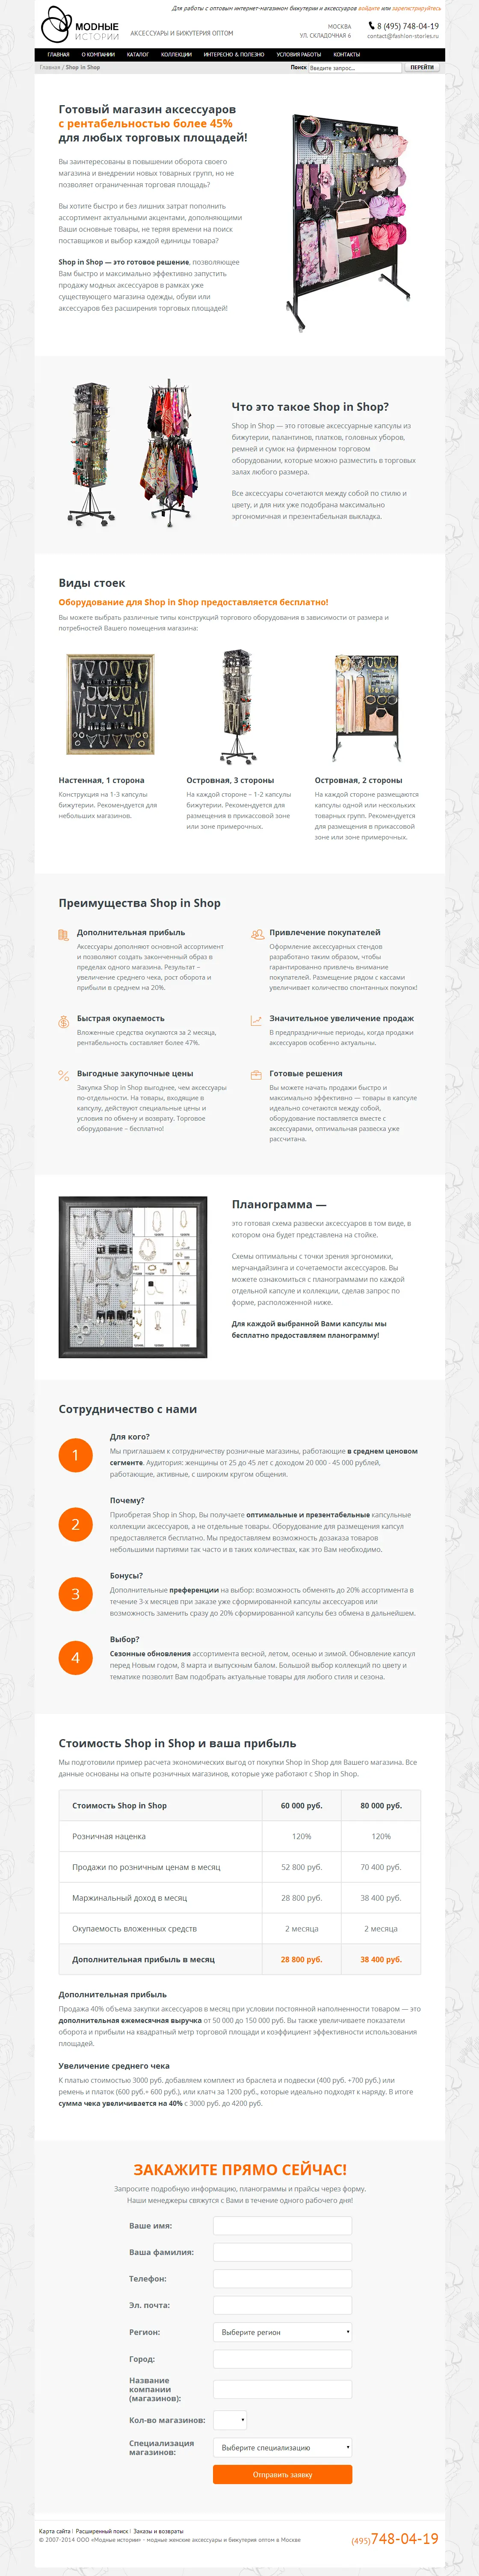 Для работы с оптовым интернет-магазином бижутерии и аксессуаров войдите или зарегистрируйтесь
МОДНЫЕ
ИСТОРИИ
АКСЕССУАРЫ И БИЖУТЕРИЯ ОПТОМ
МОСКВА
УЛ. СКЛАДОЧНАЯ 6
8 (495) 748-04-19
contact@fashion-stories.ru
ГЛАВНАЯ О КОМПАНИИ КАТАЛОГ КОЛЛЕКЦИИ ИНТЕРЕСНО & ПОЛЕЗНО УСЛОВИЯ РАБОТЫ КОНТАКТЫ
Главная / Shop in Shop
Поиск Введите запрос... ПЕРЕЙТИ
Готовый магазин аксессуаров
с рентабельностью более 45%
для любых торговых площадей!
Вы заинтересованы в повышении оборота своего
магазина и внедрении новых товарных групп, но не
позволяет ограниченная торговая площадь?
Вы хотите быстро и без лишних затрат пополнить
ассортимент актуальными акцентами, дополняющими
Ваши основные товары, не теряя времени на поиск
поставщиков и выбор каждой единицы товара?
Shop in Shop — это готовое решение, позволяющее
Вам быстро и максимально эффективно запустить
продажу модных аксессуаров в рамках уже
существующего магазина одежды, обуви или
аксессуаров без расширения торговых площадей!
Что это такое Shop in Shop?
Shop in Shop — это готовые аксессуарные капсулы из
бижутерии, палантинов, платков, головных уборов,
ремней и сумок на фирменном торговом
оборудовании, которые можно разместить в торговых
залах любого размера.
Все аксессуары сочетаются между собой по стилю и
цвету, и для них уже подобрана максимально
эргономичная и презентабельная выкладка.
Виды стоек
Оборудование для Shop in Shop предоставляется бесплатно!
Вы можете выбрать различные типы конструкций торгового оборудования в зависимости от размера и
потребностей Вашего помещения магазина:
Настенная, 1 сторона
Конструкция на 1-3 капсулы
бижутерии. Рекомендуется для
небольших магазинов.
Островная, 3 стороны
На каждой стороне – 1-2 капсулы
бижутерии. Рекомендуется для
размещения в прикассовой зоне
или зоне примерочных.
Островная, 2 стороны
На каждой стороне размещаются
капсулы одной или нескольких
товарных групп. Рекомендуется
для размещения в прикассовой
зоне или зоне примерочных.
Преимущества Shop in Shop
Дополнительная прибыль
Аксессуары дополняют основной ассортимент
и позволяют создать законченный образ в
пределах одного магазина. Результат –
увеличение среднего чека, рост оборота и
прибыли в среднем на 20%.
Привлечение покупателей
Оформление аксессуарных стендов
разработано таким образом, чтобы
гарантированно привлечь внимание
покупателей. Размещение рядом с кассами
увеличивает количество спонтанных покупок!
Быстрая окупаемость
Вложенные средства окупаются за 2 месяца,
рентабельность составляет более 47%.
Значительное увеличение продаж
В предпраздничные периоды, когда продажи
аксессуаров особенно актуальны.
Выгодные закупочные цены
Закупка Shop in Shop выгоднее, чем аксессуары
по-отдельности. На товары, входящие в
капсулу, действуют специальные цены и
условия по обмену и возврату. Торговое
оборудование – бесплатно!
Готовые решения
Вы можете начать продажи быстро и
максимально эффективно — товары в капсуле
идеально сочетаются между собой,
оборудование поставляется вместе с
аксессуарами, оптимальная развеска уже
рассчитана.
Планограмма —
это готовая схема развески аксессуаров в том виде, в
котором она будет представлена на стойке.
Схемы оптимальны с точки зрения эргономики,
мерчандайзинга и сочетаемости аксессуаров. Вы
можете ознакомиться с планограммами по каждой
отдельной капсуле и коллекции, сделав запрос по
форме, расположенной ниже.
Для каждой выбранной Вами капсулы мы
бесплатно предоставляем планограмму!
Сотрудничество с нами
1
Для кого?
Мы приглашаем к сотрудничеству розничные магазины, работающие в среднем ценовом
сегменте. Аудитория: женщины от 25 до 45 лет с доходом 20 000 - 45 000 рублей,
работающие, активные, с широким кругом общения.
2
Почему?
Приобретая Shop in Shop, Вы получаете оптимальные и презентабельные капсульные
коллекции аксессуаров, а не отдельные товары. Оборудование для размещения капсул
предоставляется бесплатно. Мы предоставляем возможность дозаказа товаров
небольшими партиями так часто и в таких количествах, как это Вам необходимо.
3
Бонусы?
Дополнительные преференции на выбор: возможность обменять до 20% ассортимента в
течение 3-х месяцев при заказе уже сформированной капсулы аксессуаров или
возможность заменить сразу до 20% сформированной капсулы без обмена в дальнейшем.
4
Выбор?
Сезонные обновления ассортимента весной, летом, осенью и зимой. Обновление капсул
перед Новым годом, 8 марта и выпускным балом. Большой выбор коллекций по цвету и
тематике позволит Вам подобрать актуальные товары для любого стиля и сезона.
Стоимость Shop in Shop и ваша прибыль
Мы подготовили пример расчета экономических выгод от покупки Shop in Shop для Вашего магазина. Все
данные основаны на опыте розничных магазинов, которые уже работают с Shop In Shop.
Стоимость Shop in Shop 60 000 руб. 80 000 руб.
Розничная наценка 120% 120%
Продажи по розничным ценам в месяц 52 800 руб. 70 400 руб.
Маржинальный доход в месяц 28 800 руб. 38 400 руб.
Окупаемость вложенных средств 2 месяца 2 месяца
Дополнительная прибыль в месяц 28 800 руб. 38 400 руб.
Дополнительная прибыль
Продажа 40% объема закупки аксессуаров в месяц при условии постоянной наполненности товаром — это
дополнительная ежемесячная выручка от 50 000 до 150 000 руб. Вы также увеличиваете показатели
оборота и прибыли на квадратный метр торговой площади и коэффициент эффективности использования
площадей.
Увеличение среднего чека
К платью стоимостью 3000 руб. добавляем комплект из браслета и подвески (400 руб. +700 руб.) или
ремень и платок (600 руб.+ 600 руб.), или клатч за 1200 руб., которые идеально подходят к наряду. В итоге
сумма чека увеличивается на 40% с 3000 руб. до 4200 руб.
ЗАКАЖИТЕ ПРЯМО СЕЙЧАС!
Запросите подробную информацию, планограммы и прайсы через форму.
Наши менеджеры свяжутся с Вами в течение одного рабочего дня!
Ваше имя:
Ваша фамилия:
Телефон:
Эл. почта:
Регион: Выберите регион
Город:
Название
компании
(магазинов):
Кол-во магазинов:
Специализация
магазинов:
Выберите специализацию
Отправить заявку
Карта сайта | Расширенный поиск | Заказы и возвраты
© 2007-2014 ООО «Модные истории» - модные женские аксессуары и бижутерия оптом в Москве
(495)748-04-19